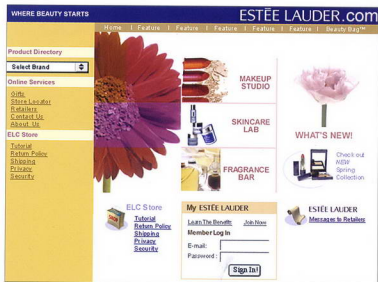 WHERE BEAUTY STARTS
ESTĒE LAUDER.com
Home | Feature | Feature | Feature | Feature | Feature | Feature | Beauty Bag™
Product Directory
Select Brand
Online Services
Gifts
Store Locator
Retailers
Contact Us
About Us
ELC Store
Tutorial
Return Policy
Shipping
Privacy
Security
MAKEUP
STUDIO
SKINCARE
LAB
FRAGRANCE
BAR
WHAT'S NEW!
Check out
NEW
Spring
Collection
ELC Store
Tutorial
Return Policy
Shipping
Privacy
Security
My ESTĒE LAUDER
Learn The Benefits Join Now
Member Log In
E-mail:
Password:
Sign In!
ESTĒE LAUDER
Messages to Retailers